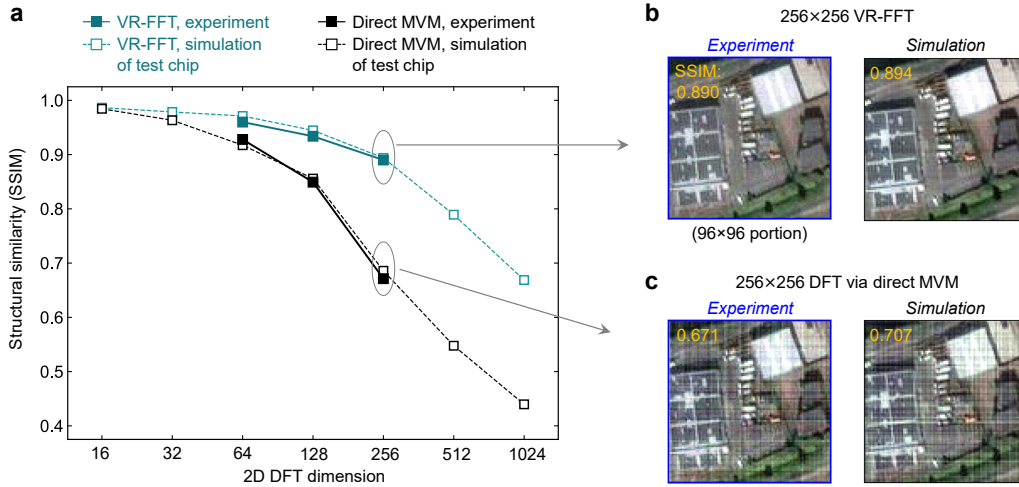 a
VR-FFT, experiment
VR-FFT, simulation
of test chip
Direct MVM, experiment
Direct MVM, simulation
of test chip
Structural similarity (SSIM)
1.0
0.9
0.8
0.7
0.6
0.5
0.4
16 32 64 128 256 512 1024
2D DFT dimension
b
256×256 VR-FFT
Experiment
Simulation
SSIM:
0.890
0.894
(96×96 portion)
c
256×256 DFT via direct MVM
Experiment
Simulation
0.671
0.707